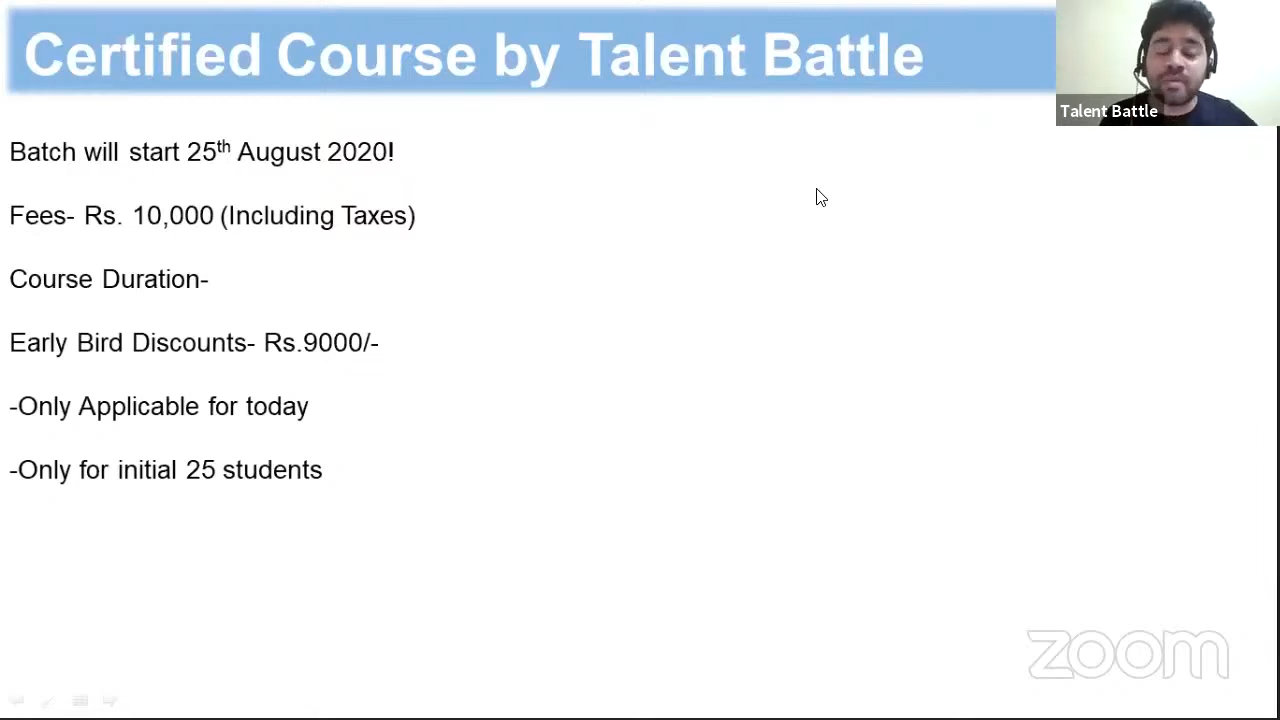 Certified Course by Talent Battle
Talent Battle
Batch will start 25th August 2020!
Fees- Rs. 10,000 (Including Taxes)
Course Duration-
Early Bird Discounts- Rs.9000/-
-Only Applicable for today
-Only for initial 25 students
zoom